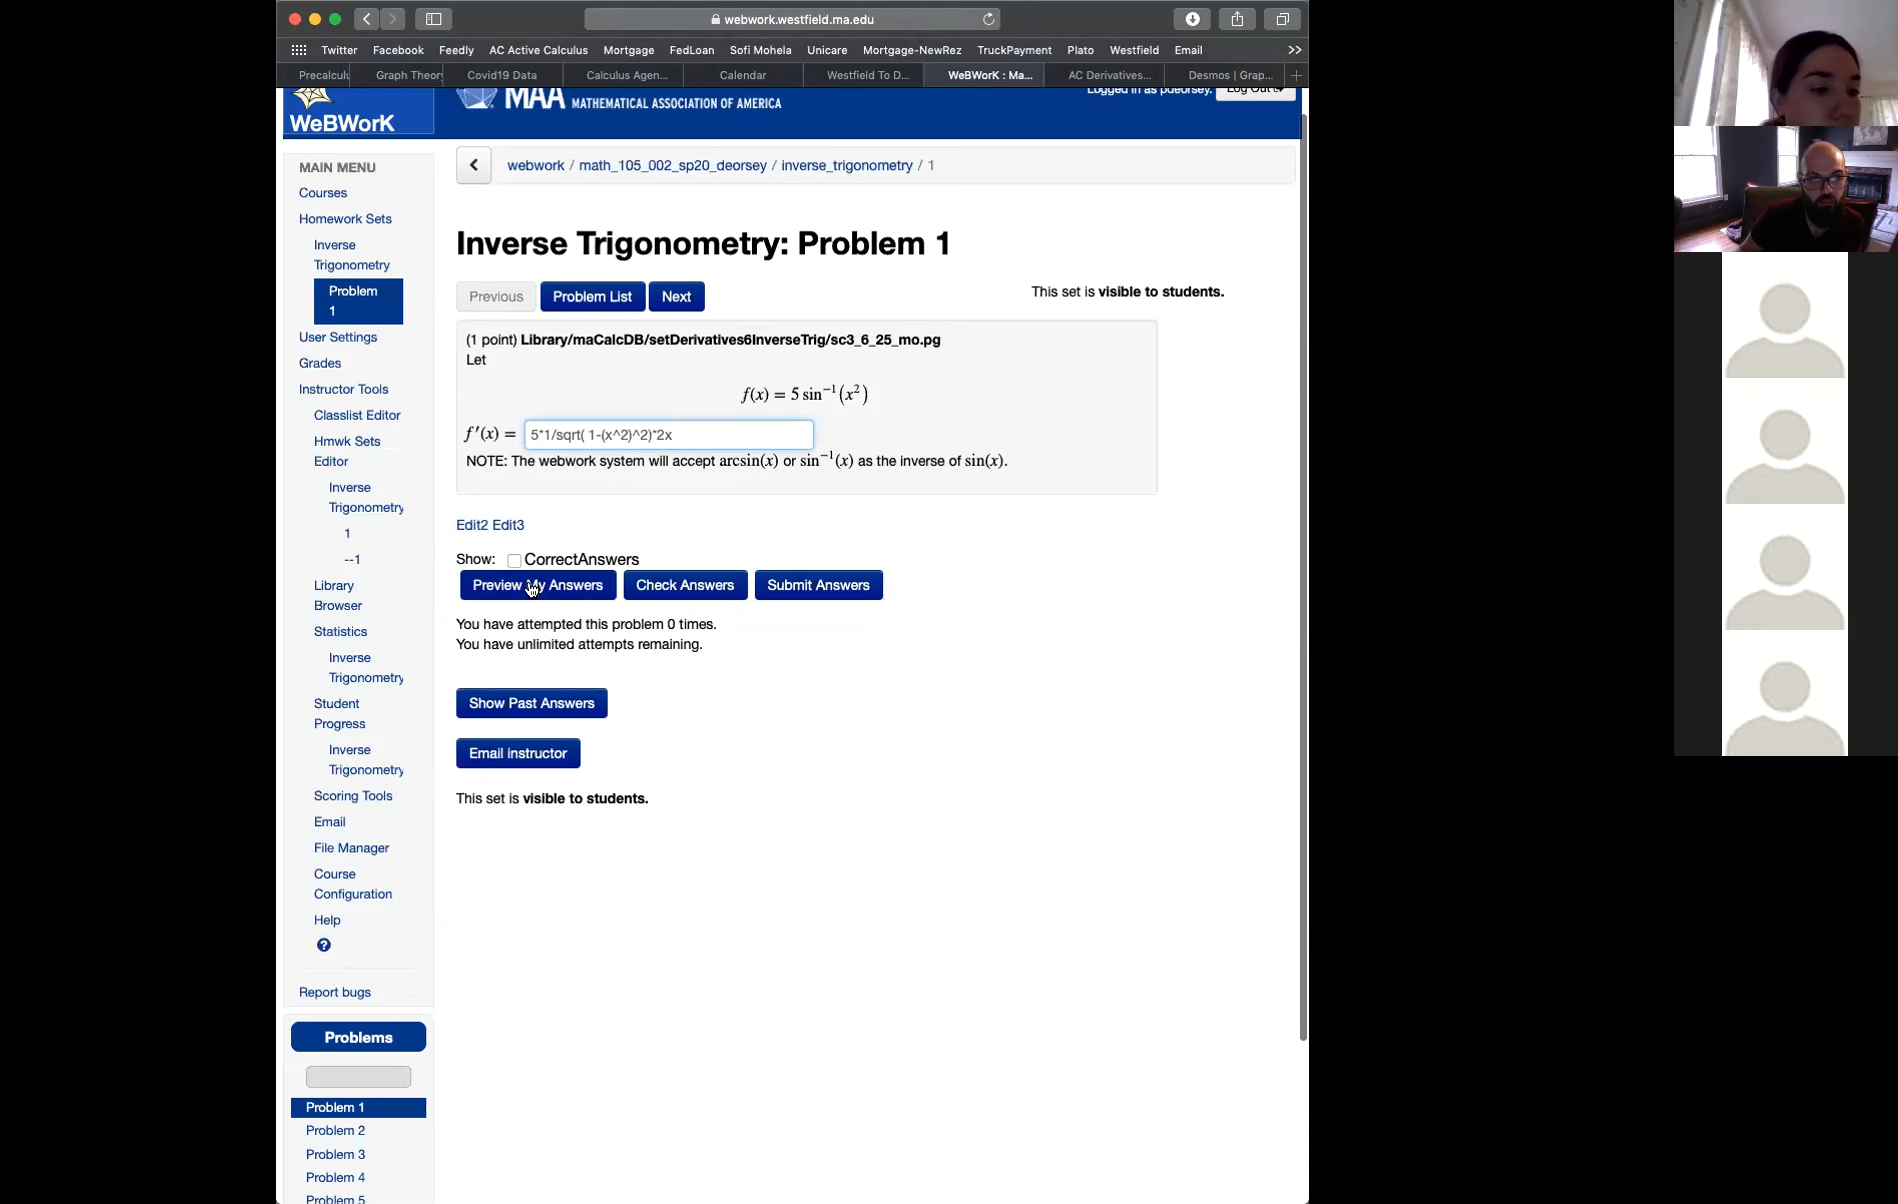 webwork.westfield.ma.edu
Twitter Facebook Feedly AC Active Calculus Mortgage FedLoan Sofi Mohela Unicare Mortgage-NewRez TruckPayment Plato Westfield Email
Precalculu Graph Theor Covid19 Data Calculus Agen... Calendar Westfield To D... WeBWorK : Ma... AC Derivatives... Desmos | Grap...
WeBWorK
MAA MATHEMATICAL ASSOCIATION OF AMERICA
Logged in as pdeorsey. Log Out
webwork / math_105_002_sp20_deorsey / inverse_trigonometry / 1
MAIN MENU
Courses
Homework Sets
Inverse
Trigonometry
Problem
1
User Settings
Grades
Instructor Tools
Classlist Editor
Hmwk Sets
Editor
Inverse
Trigonometry
1
--1
Library
Browser
Statistics
Inverse
Trigonometry
Student
Progress
Inverse
Trigonometry
Scoring Tools
Email
File Manager
Course
Configuration
Help
?
Report bugs
Problems
Problem 1
Problem 2
Problem 3
Problem 4
Problem 5
Inverse Trigonometry: Problem 1
Previous Problem List Next
This set is visible to students.
(1 point) Library/maCalcDB/setDerivatives6InverseTrig/sc3_6_25_mo.pg
Let
f(x) = 5 sin⁻¹(x²)
f′(x) = 5*1/sqrt( 1-(x^2)^2)*2x
NOTE: The webwork system will accept arcsin(x) or sin⁻¹(x) as the inverse of sin(x).
Edit2 Edit3
Show: CorrectAnswers
Preview My Answers Check Answers Submit Answers
You have attempted this problem 0 times.
You have unlimited attempts remaining.
Show Past Answers
Email instructor
This set is visible to students.